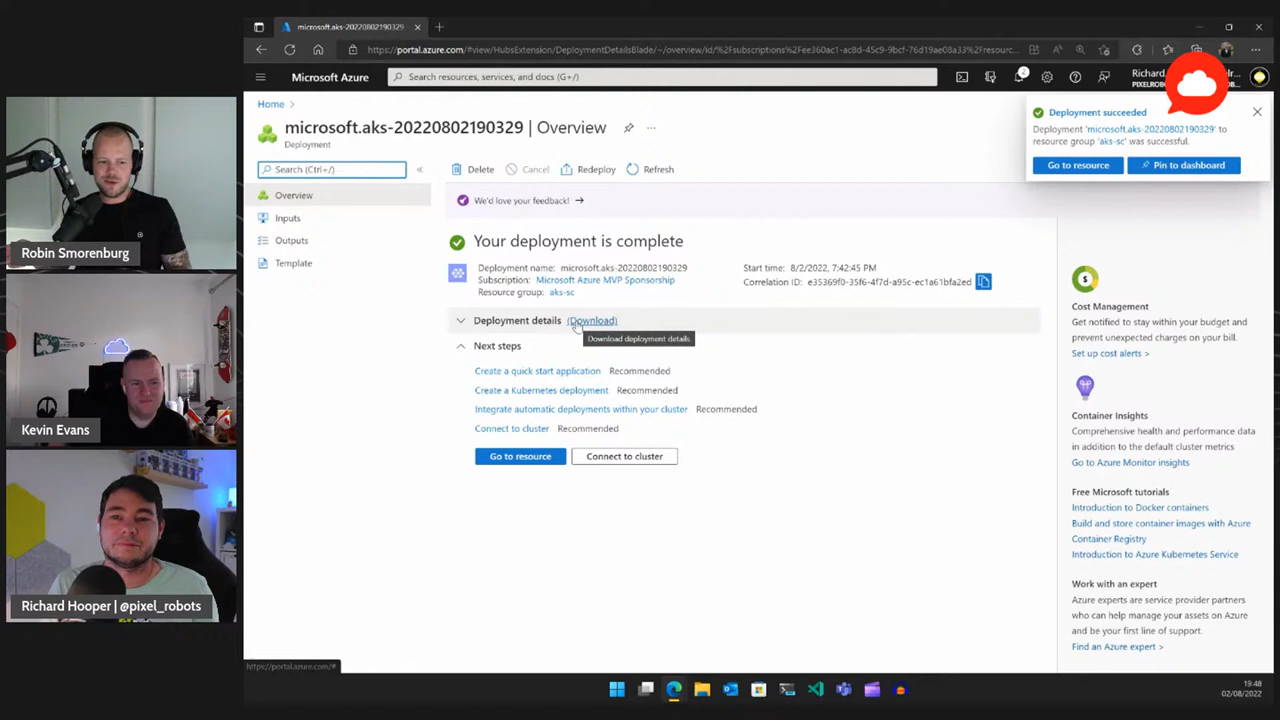 microsoft.aks-20220802190329
https://portal.azure.com/#view/HubsExtension/DeploymentDetailsBlade/~/overview/id/%2Fsubscriptions%2Fee360ac1-ac8d-45c9-9bcf-76d19ae08a33%2Fresourc...
Microsoft Azure
Search resources, services, and docs (G+/)
2
Richard.
PIXELROBO
Home >
microsoft.aks-20220802190329 | Overview
Deployment
Search (Ctrl+/)
«
Overview
Inputs
Outputs
Template
Delete
Cancel
Redeploy
Refresh
We'd love your feedback! →
Your deployment is complete
Deployment name: microsoft.aks-20220802190329
Subscription: Microsoft Azure MVP Sponsorship
Resource group: aks-sc
Start time: 8/2/2022, 7:42:45 PM
Correlation ID: e35369f0-35f6-4f7d-a95c-ec1a61bfa2ed
Deployment details (Download)
Download deployment details
Next steps
Create a quick start application Recommended
Create a Kubernetes deployment Recommended
Integrate automatic deployments within your cluster Recommended
Connect to cluster Recommended
Go to resource
Connect to cluster
Deployment succeeded
Deployment 'microsoft.aks-20220802190329' to
resource group 'aks-sc' was successful.
Go to resource
Pin to dashboard
$
Cost Management
Get notified to stay within your budget and
prevent unexpected charges on your bill.
Set up cost alerts >
Container Insights
Comprehensive health and performance data
in addition to the default cluster metrics
Go to Azure Monitor insights
Free Microsoft tutorials
Introduction to Docker containers
Build and store container images with Azure
Container Registry
Introduction to Azure Kubernetes Service
Work with an expert
Azure experts are service provider partners
who can help manage your assets on Azure
and be your first line of support.
Find an Azure expert >
https://portal.azure.com/#
19:48
02/08/2022
Robin Smorenburg
Kevin Evans
Richard Hooper | @pixel_robots